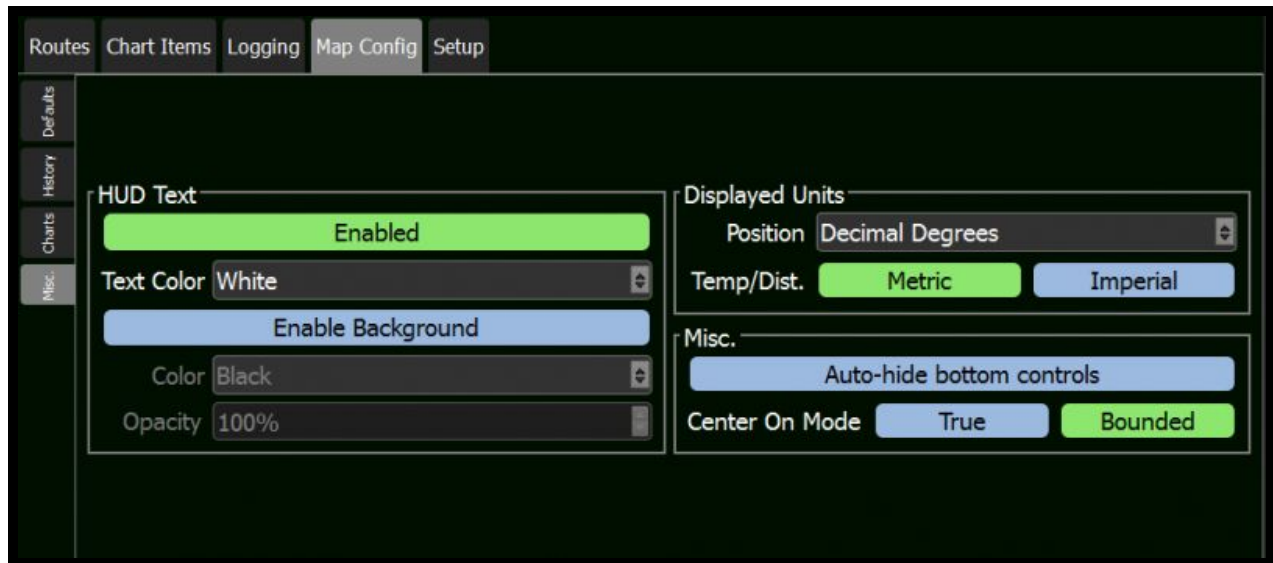 Routes Chart Items Logging Map Config Setup
Defaults
History
Charts
Misc.
HUD Text
Enabled
Text Color White
Enable Background
Color Black
Opacity 100%
Displayed Units
Position Decimal Degrees
Temp/Dist. Metric Imperial
Misc.
Auto-hide bottom controls
Center On Mode True Bounded